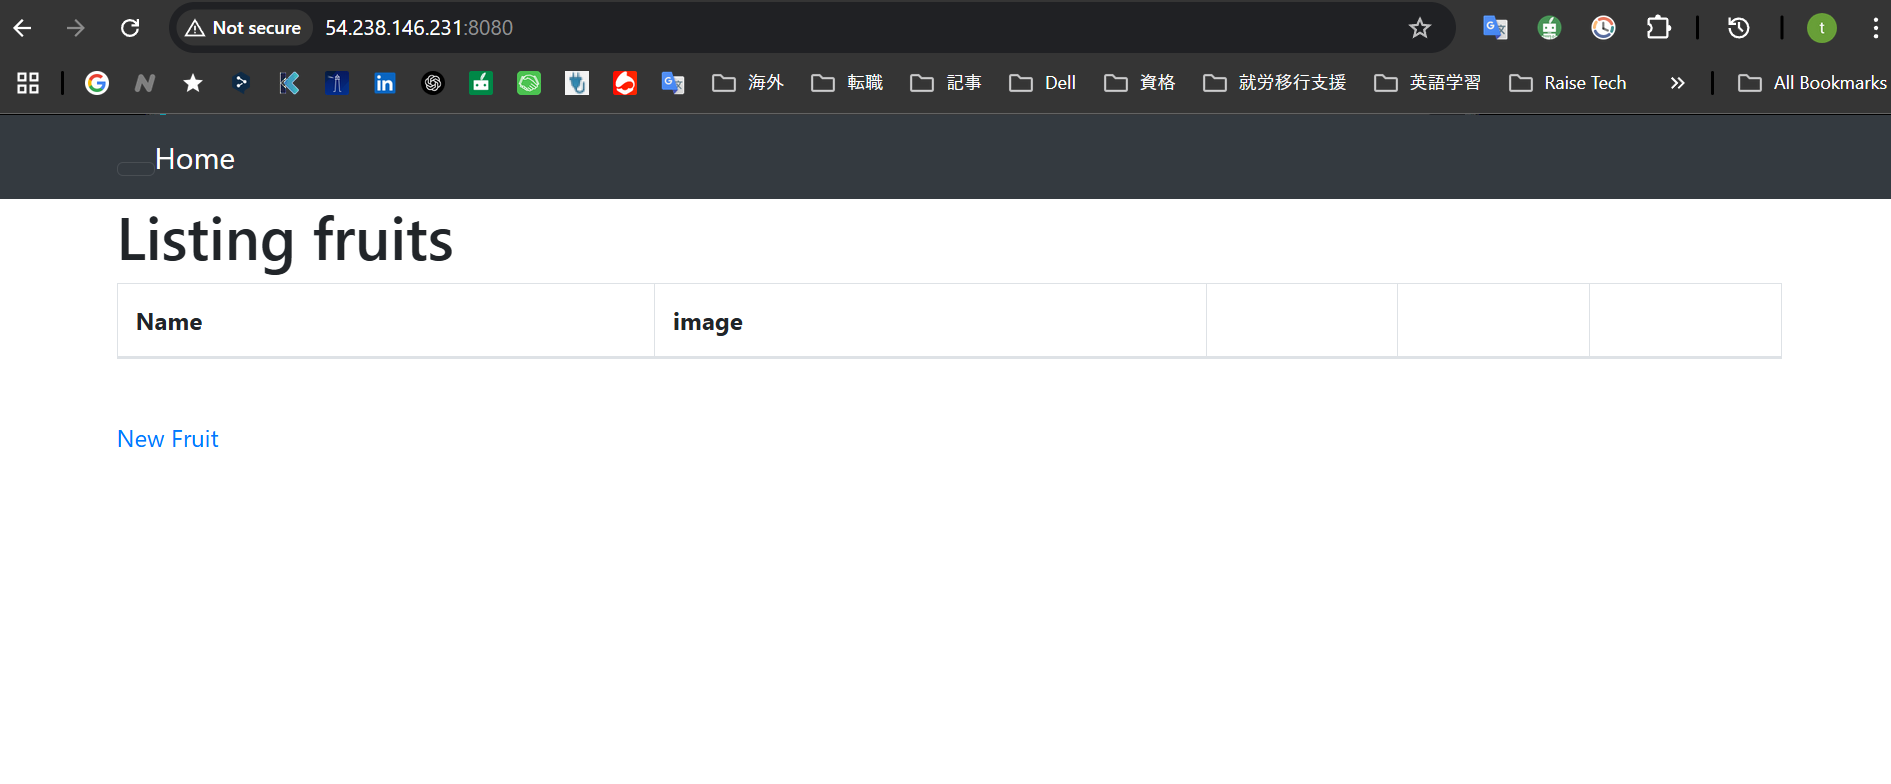 Not secure 54.238.146.231:8080 t
海外 転職 記事 Dell 資格 就労移行支援 英語学習 Raise Tech » All Bookmarks
Home
Listing fruits
Name image
New Fruit